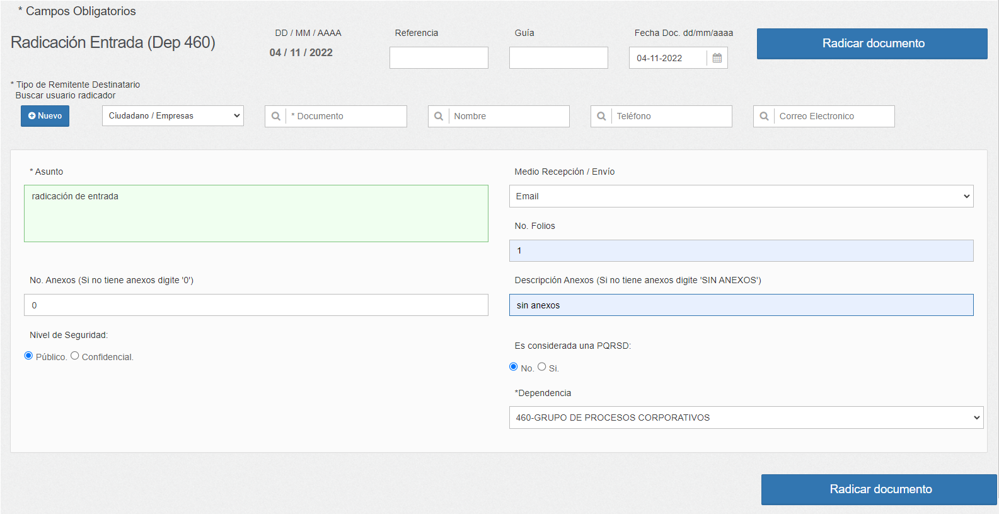 * Campos Obligatorios
Radicación Entrada (Dep 460)
DD / MM / AAAA
04 / 11 / 2022
Referencia
Guía
Fecha Doc. dd/mm/aaaa
04-11-2022
Radicar documento
* Tipo de Remitente Destinatario
Buscar usuario radicador
Nuevo
Ciudadano / Empresas
* Documento
Nombre
Teléfono
Correo Electronico
* Asunto
radicación de entrada
Medio Recepción / Envío
Email
No. Folios
1
No. Anexos (Si no tiene anexos digite '0')
0
Descripción Anexos (Si no tiene anexos digite 'SIN ANEXOS')
sin anexos
Nivel de Seguridad:
Público. Confidencial.
Es considerada una PQRSD:
No. Si.
*Dependencia
460-GRUPO DE PROCESOS CORPORATIVOS
Radicar documento